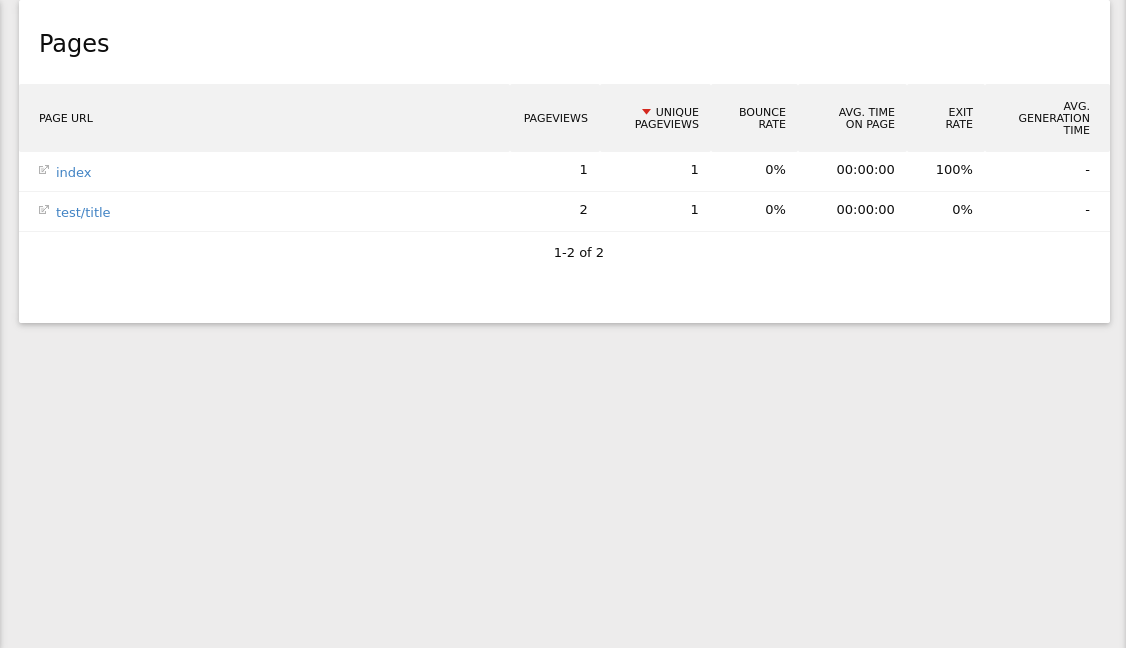 Pages
PAGE URL PAGEVIEWS UNIQUE PAGEVIEWS BOUNCE RATE AVG. TIME ON PAGE EXIT RATE AVG. GENERATION TIME
index 1 1 0% 00:00:00 100% -
test/title 2 1 0% 00:00:00 0% -
1-2 of 2